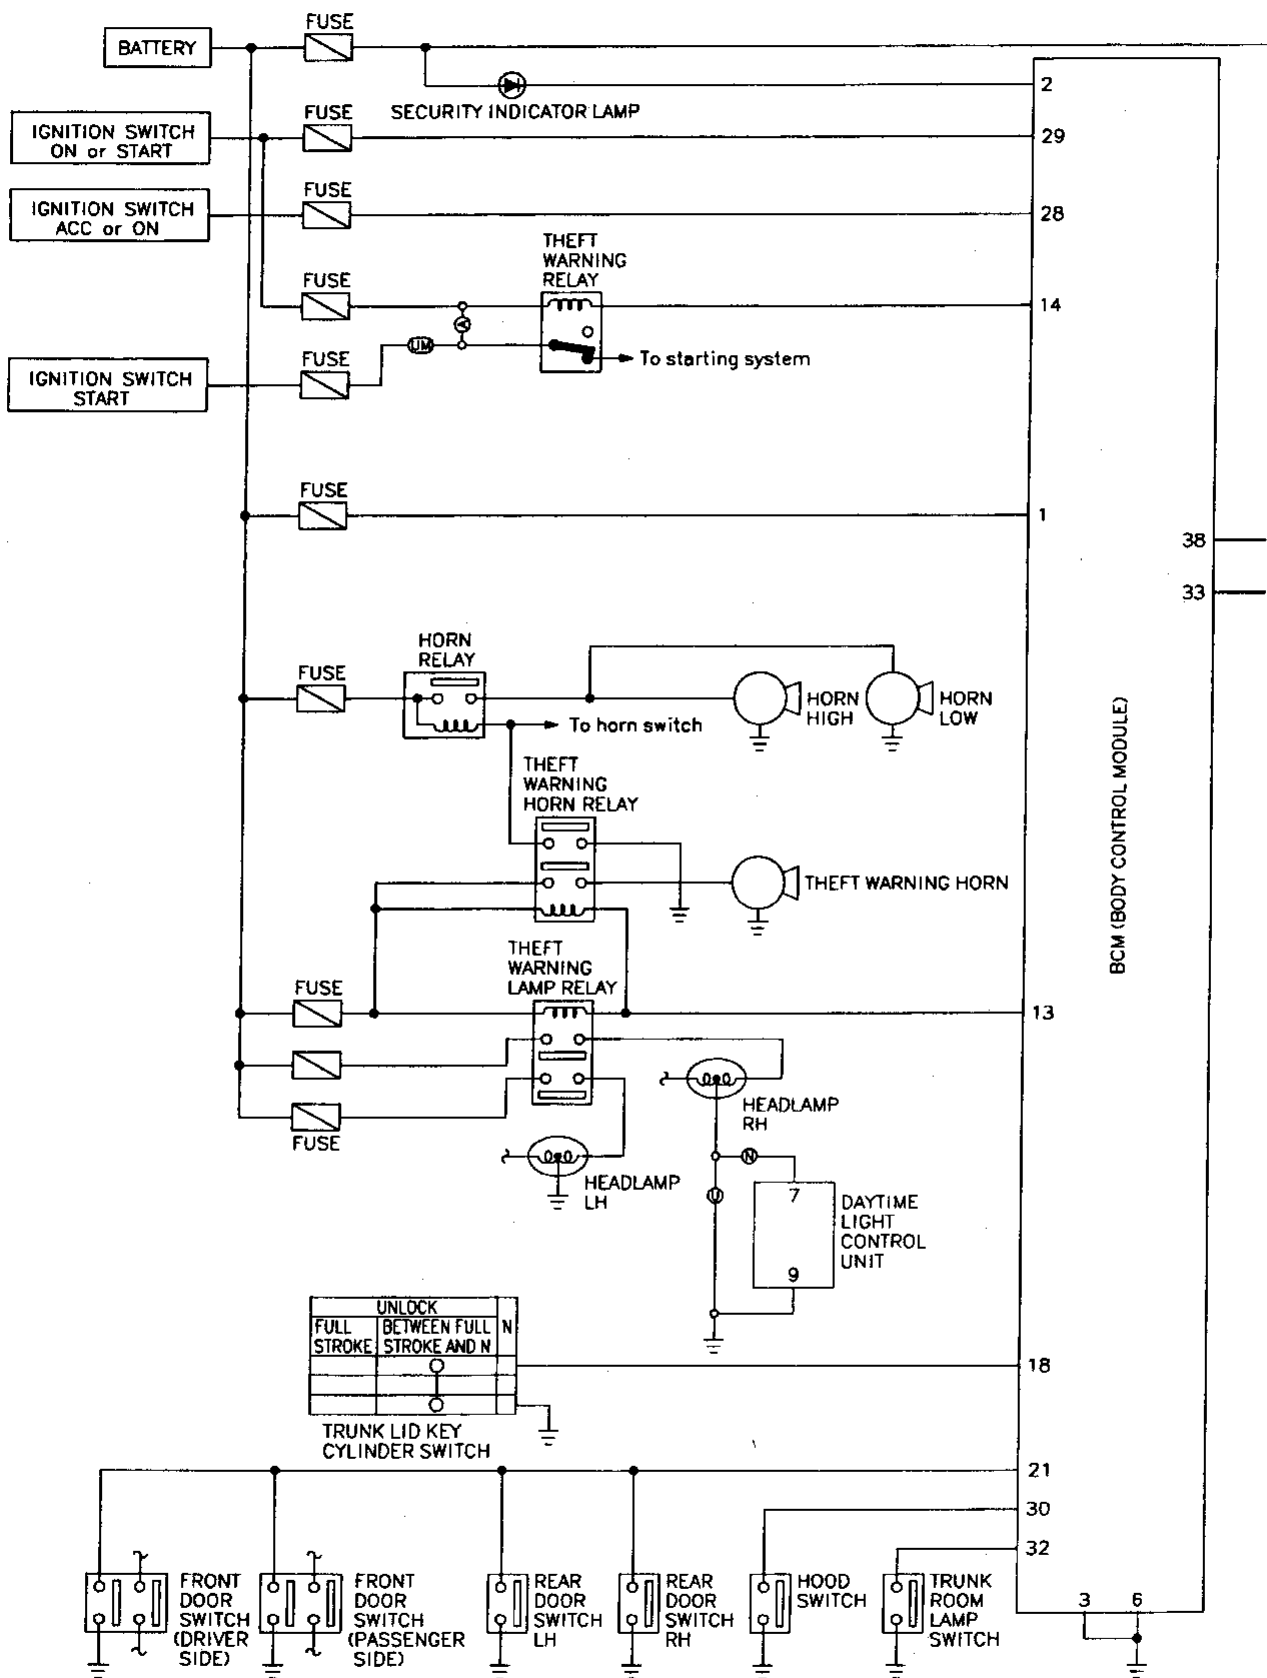 FUSE
BATTERY
2
SECURITY INDICATOR LAMP
FUSE
IGNITION SWITCH
ON or START
29
FUSE
IGNITION SWITCH
ACC or ON
28
THEFT
WARNING
RELAY
FUSE
14
A
FUSE
UM
To starting system
IGNITION SWITCH
START
FUSE
1
38
33
HORN
RELAY
FUSE
HORN
HIGH
HORN
LOW
To horn switch
THEFT
WARNING
HORN RELAY
BCM (BODY CONTROL MODULE)
THEFT WARNING HORN
THEFT
WARNING
LAMP RELAY
FUSE
13
HEADLAMP
RH
FUSE
N
HEADLAMP
LH
U
7
DAYTIME
LIGHT
CONTROL
UNIT
9
UNLOCK
N
FULL
STROKE
BETWEEN FULL
STROKE AND N
18
TRUNK LID KEY
CYLINDER SWITCH
21
30
32
FRONT
DOOR
SWITCH
(DRIVER
SIDE)
FRONT
DOOR
SWITCH
(PASSENGER
SIDE)
REAR
DOOR
SWITCH
LH
REAR
DOOR
SWITCH
RH
HOOD
SWITCH
TRUNK
ROOM
LAMP
SWITCH
3
6